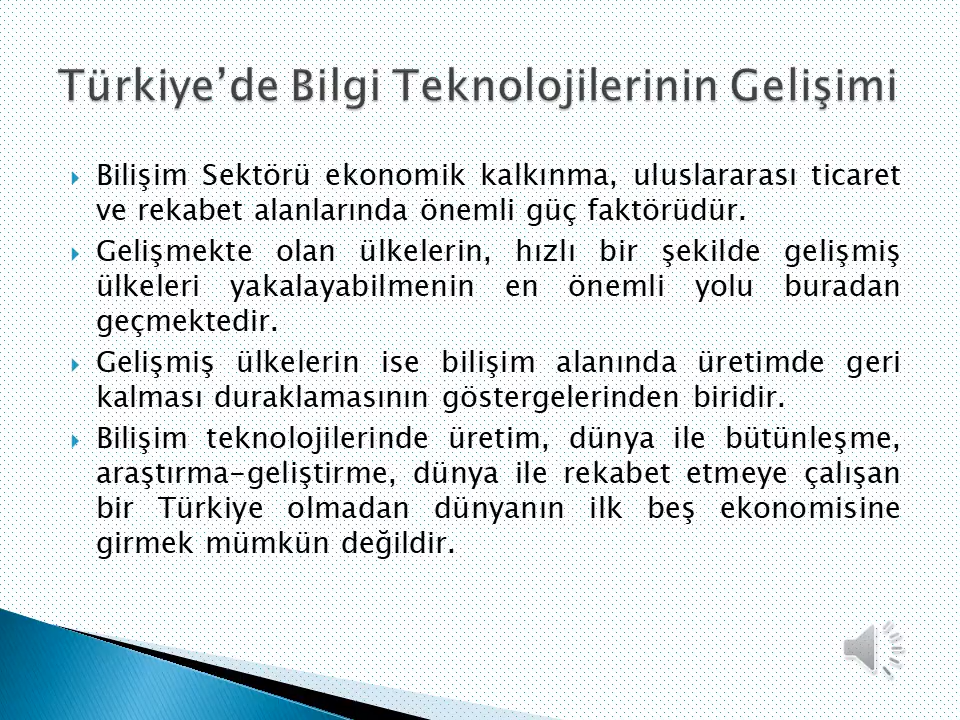 Türkiye’de Bilgi Teknolojilerinin Gelişimi
Bilişim Sektörü ekonomik kalkınma, uluslararası ticaret
ve rekabet alanlarında önemli güç faktörüdür.
Gelişmekte olan ülkelerin, hızlı bir şekilde gelişmiş
ülkeleri yakalayabilmenin en önemli yolu buradan
geçmektedir.
Gelişmiş ülkelerin ise bilişim alanında üretimde geri
kalması duraklamasının göstergelerinden biridir.
Bilişim teknolojilerinde üretim, dünya ile bütünleşme,
araştırma-geliştirme, dünya ile rekabet etmeye çalışan
bir Türkiye olmadan dünyanın ilk beş ekonomisine
girmek mümkün değildir.